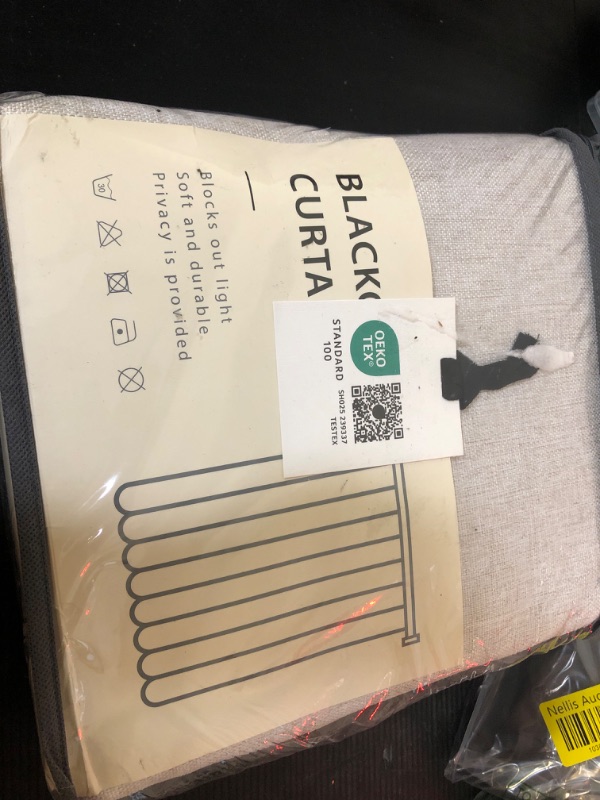 BLACKO
CURTA
Blocks out light
Soft and durable.
privacy is provided
30
OEKO
TEX®
STANDARD
100
SH025 239337
TESTEX
Nellis Auc